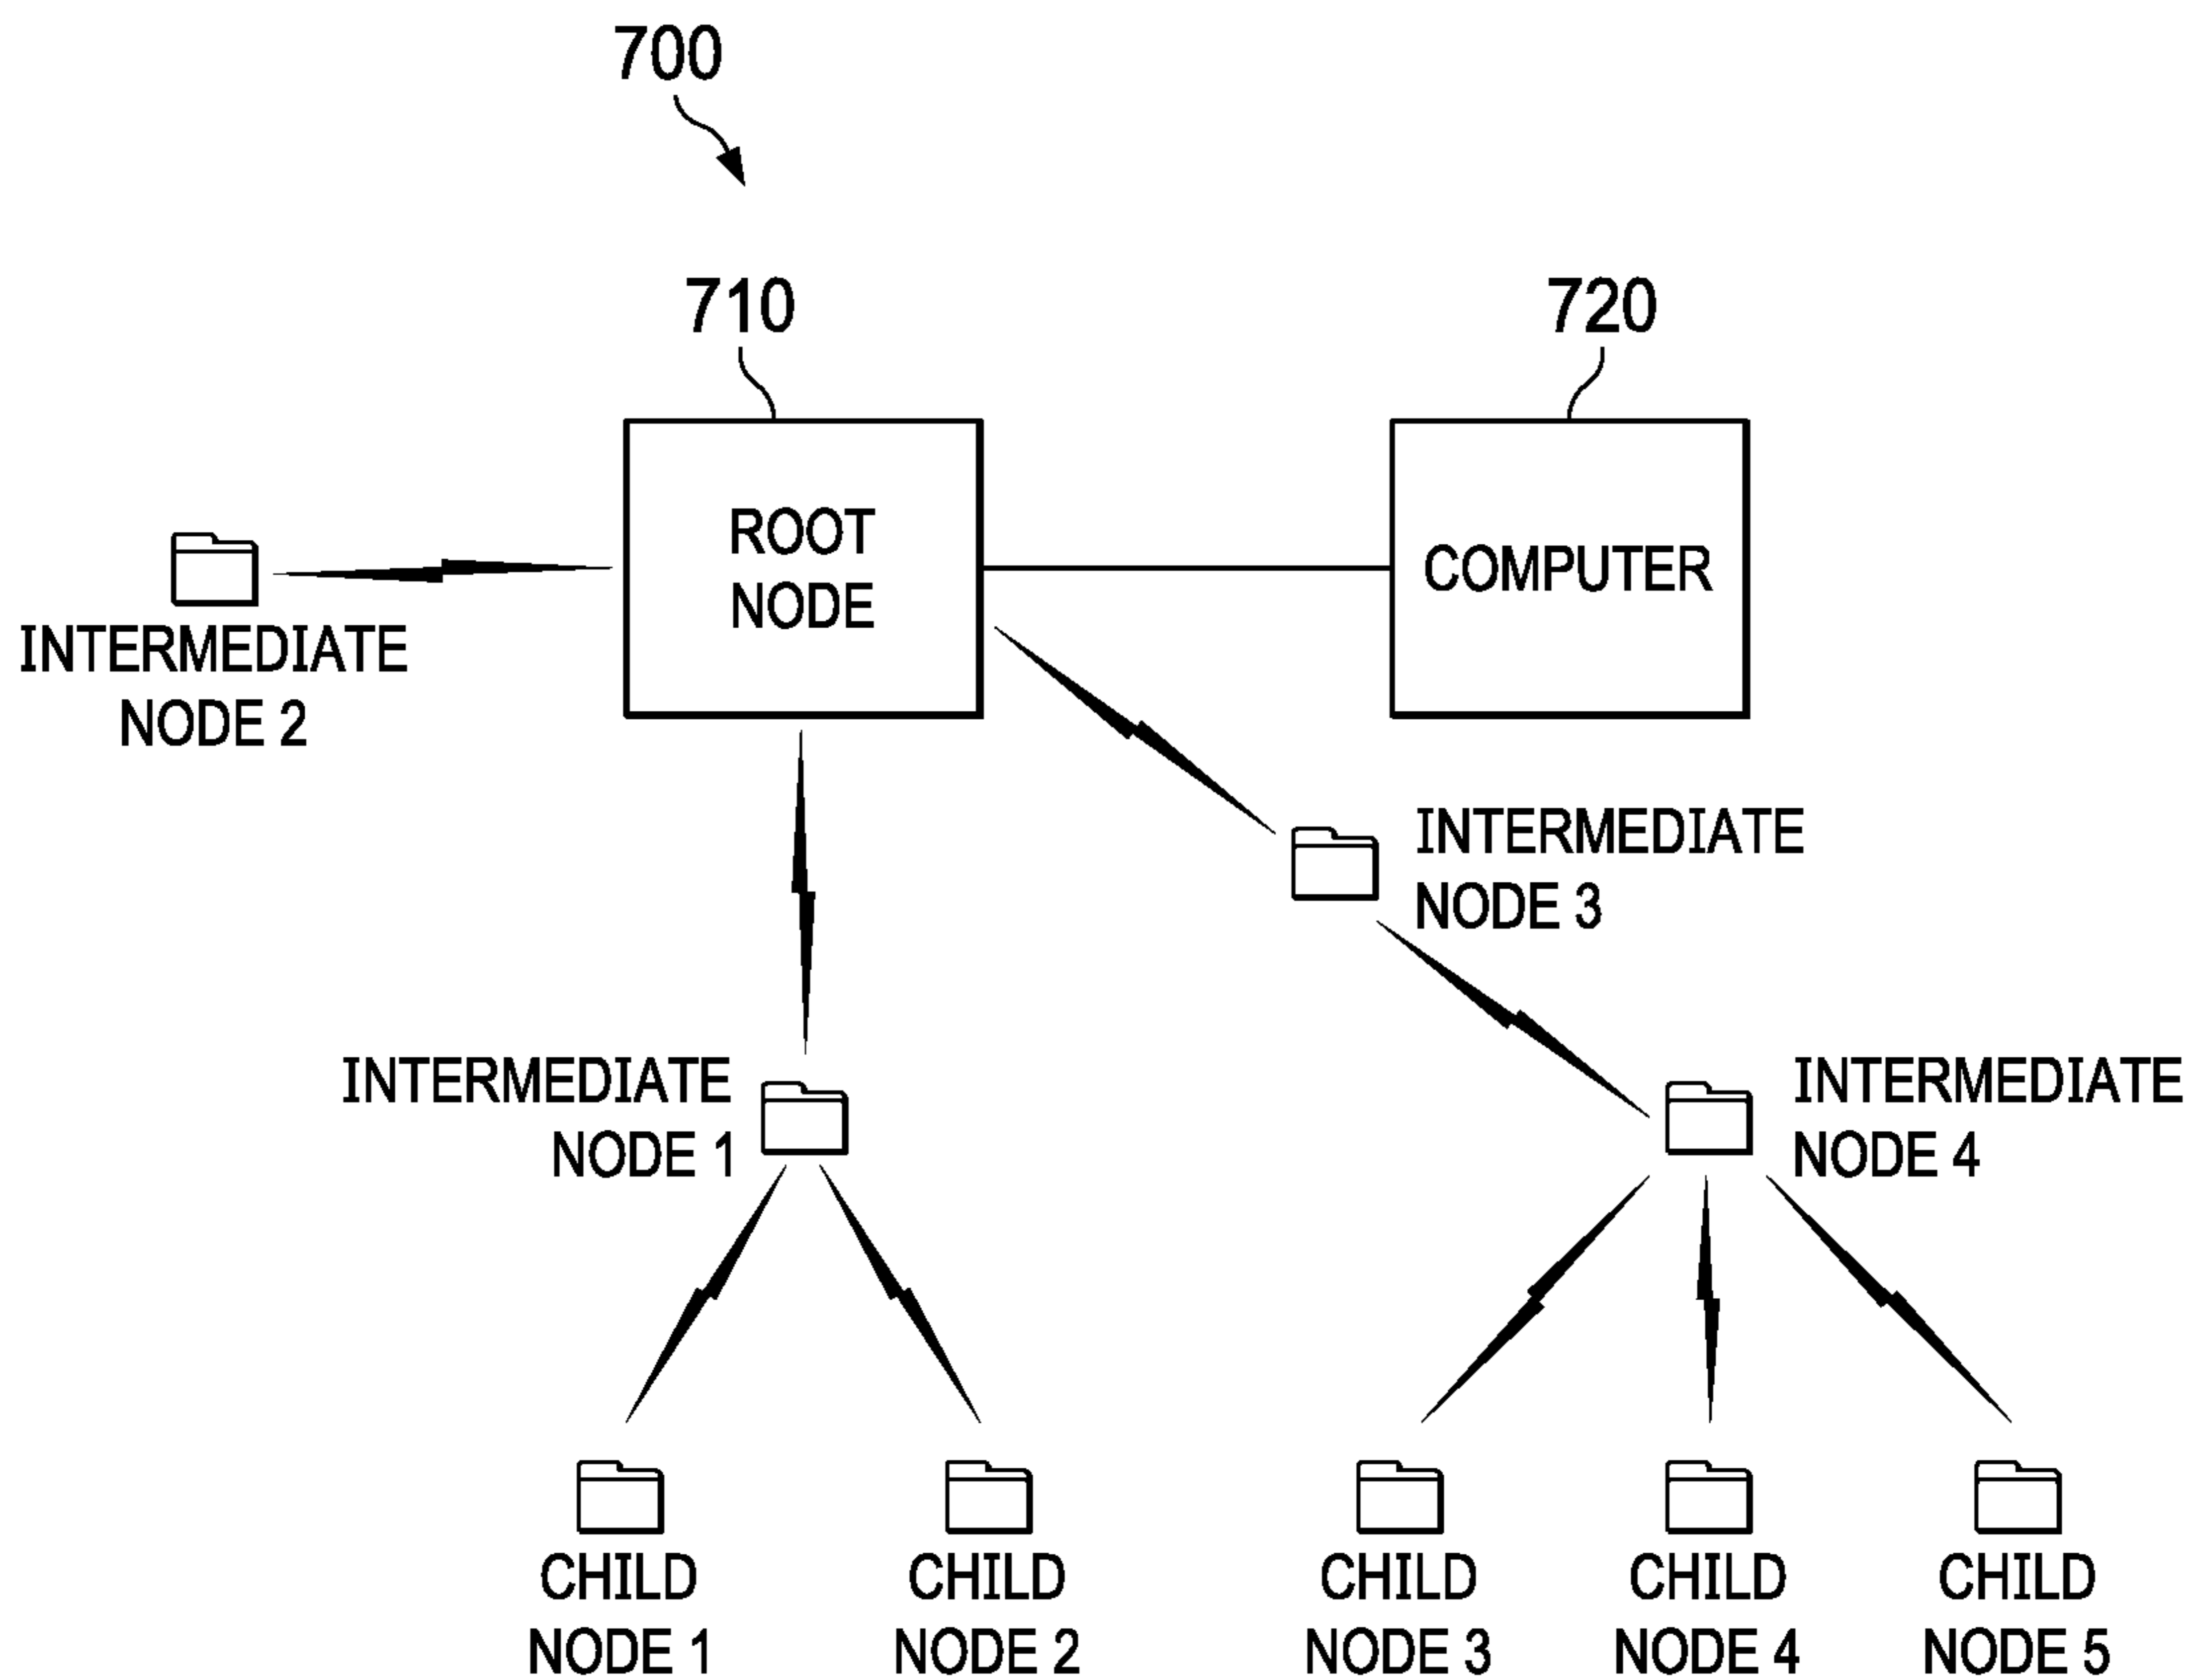 700
710
720
ROOT
NODE
COMPUTER
INTERMEDIATE
NODE 2
INTERMEDIATE
NODE 3
INTERMEDIATE
NODE 1
INTERMEDIATE
NODE 4
CHILD
NODE 1
CHILD
NODE 2
CHILD
NODE 3
CHILD
NODE 4
CHILD
NODE 5